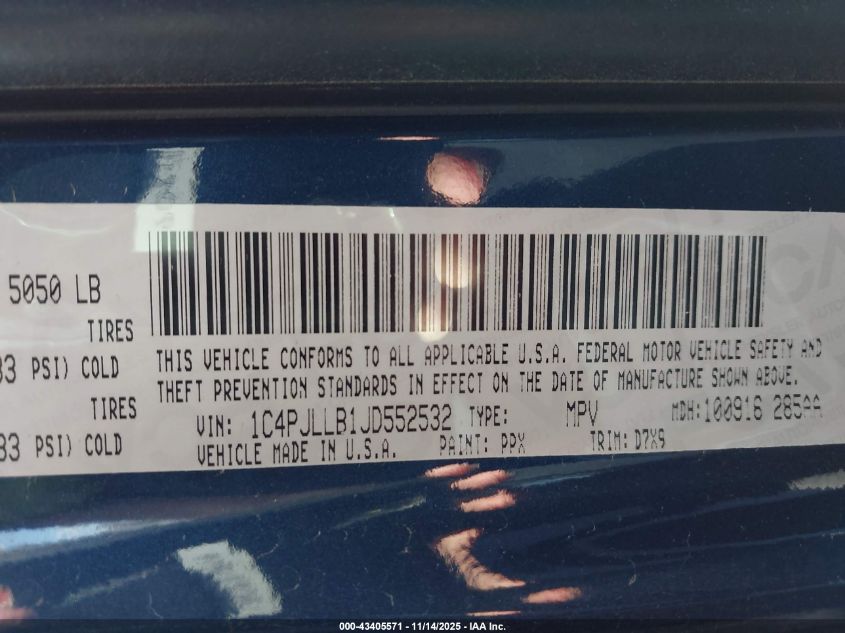 5050 LB
TIRES
33 PSI) COLD
TIRES
33 PSI) COLD
THIS VEHICLE CONFORMS TO ALL APPLICABLE U.S.A. FEDERAL MOTOR VEHICLE SAFETY AND
THEFT PREVENTION STANDARDS IN EFFECT ON THE DATE OF MANUFACTURE SHOWN ABOVE.
VIN: 1C4PJLLB1JD552532 TYPE: MPV MDH:100916 285AA
VEHICLE MADE IN U.S.A. PAINT: PPX TRIM: D7X9
000-43405571 - 11/14/2025 - IAA Inc.